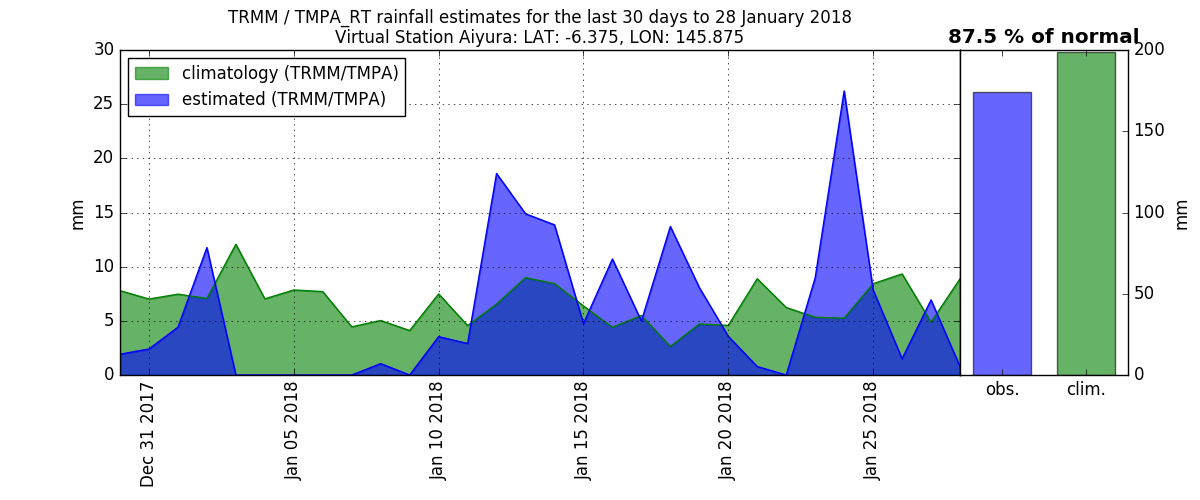 TRMM / TMPA_RT rainfall estimates for the last 30 days to 28 January 2018
Virtual Station Aiyura: LAT: -6.375, LON: 145.875
87.5 % of normal
climatology (TRMM/TMPA)
estimated (TRMM/TMPA)
30
25
20
15
10
5
0
mm
Dec 31 2017
Jan 05 2018
Jan 10 2018
Jan 15 2018
Jan 20 2018
Jan 25 2018
obs.
clim.
200
150
100
50
0
mm